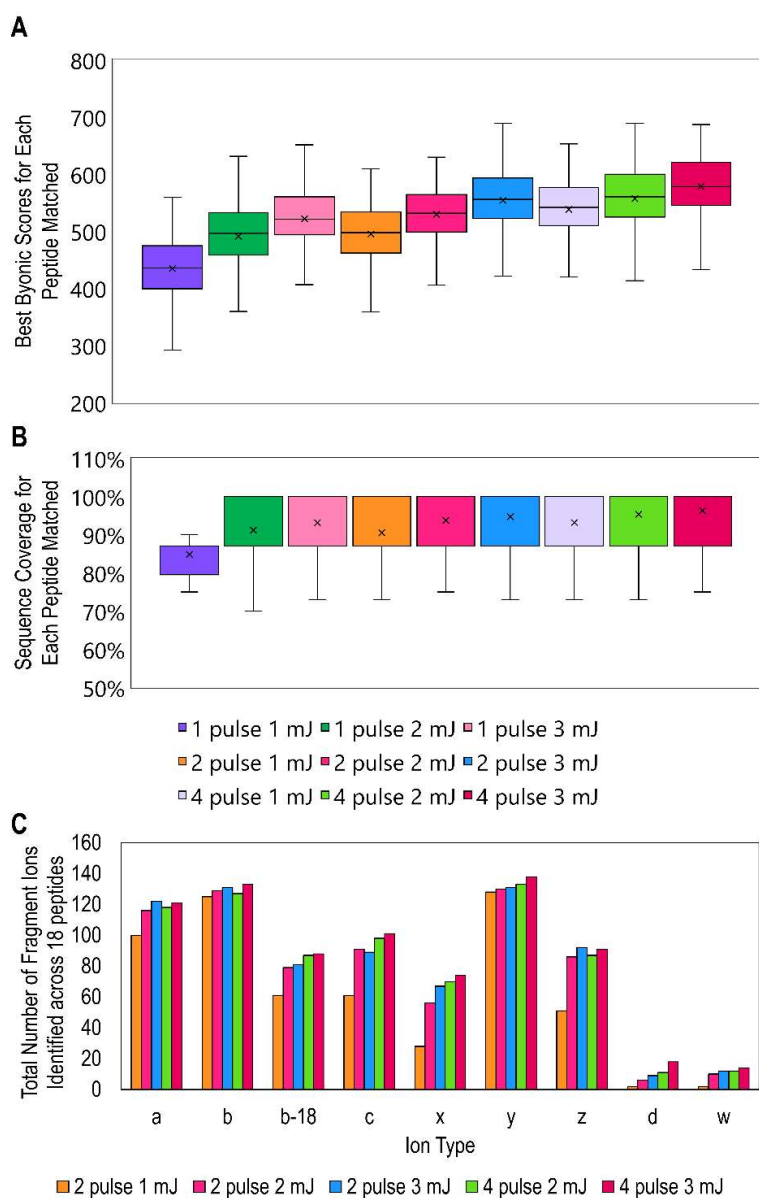 A
Best Byonic Scores for Each
Peptide Matched
800
700
600
500
400
300
200
B
Sequence Coverage for
Each Peptide Matched
110%
100%
90%
80%
70%
60%
50%
1 pulse 1 mJ 1 pulse 2 mJ 1 pulse 3 mJ
2 pulse 1 mJ 2 pulse 2 mJ 2 pulse 3 mJ
4 pulse 1 mJ 4 pulse 2 mJ 4 pulse 3 mJ
C
Total Number of Fragment Ions
Identified across 18 peptides
160
140
120
100
80
60
40
20
0
a b b-18 c x y z d w
Ion Type
2 pulse 1 mJ 2 pulse 2 mJ 2 pulse 3 mJ 4 pulse 2 mJ 4 pulse 3 mJ